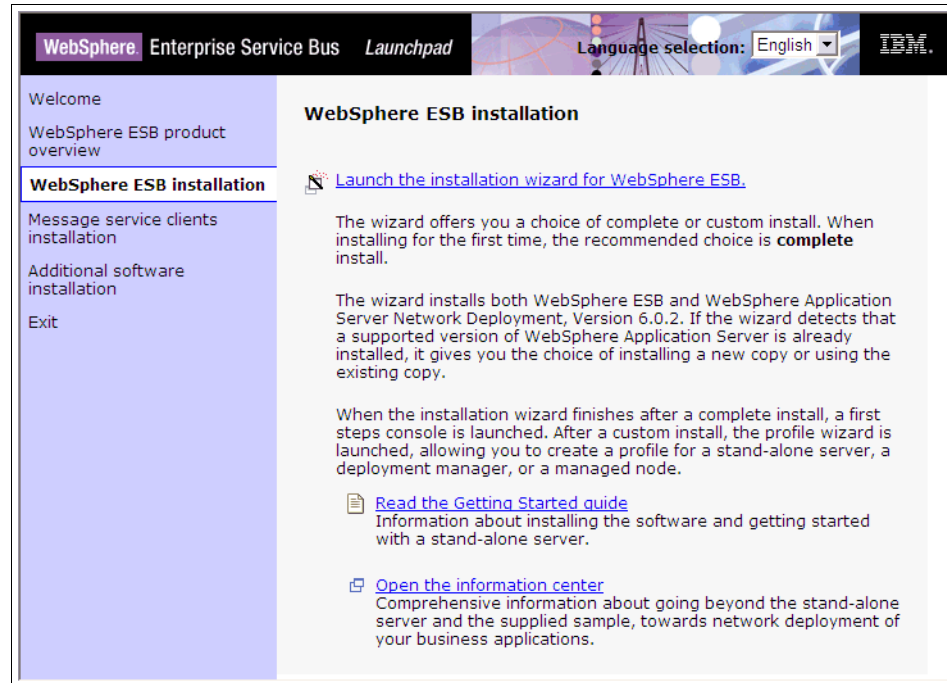 WebSphere. Enterprise Service Bus Launchpad
Language selection: English
IBM.
Welcome
WebSphere ESB product
overview
WebSphere ESB installation
Message service clients
installation
Additional software
installation
Exit
WebSphere ESB installation
Launch the installation wizard for WebSphere ESB.
The wizard offers you a choice of complete or custom install. When
installing for the first time, the recommended choice is complete
install.
The wizard installs both WebSphere ESB and WebSphere Application
Server Network Deployment, Version 6.0.2. If the wizard detects that
a supported version of WebSphere Application Server is already
installed, it gives you the choice of installing a new copy or using the
existing copy.
When the installation wizard finishes after a complete install, a first
steps console is launched. After a custom install, the profile wizard is
launched, allowing you to create a profile for a stand-alone server, a
deployment manager, or a managed node.
Read the Getting Started guide
Information about installing the software and getting started
with a stand-alone server.
Open the information center
Comprehensive information about going beyond the stand-alone
server and the supplied sample, towards network deployment of
your business applications.